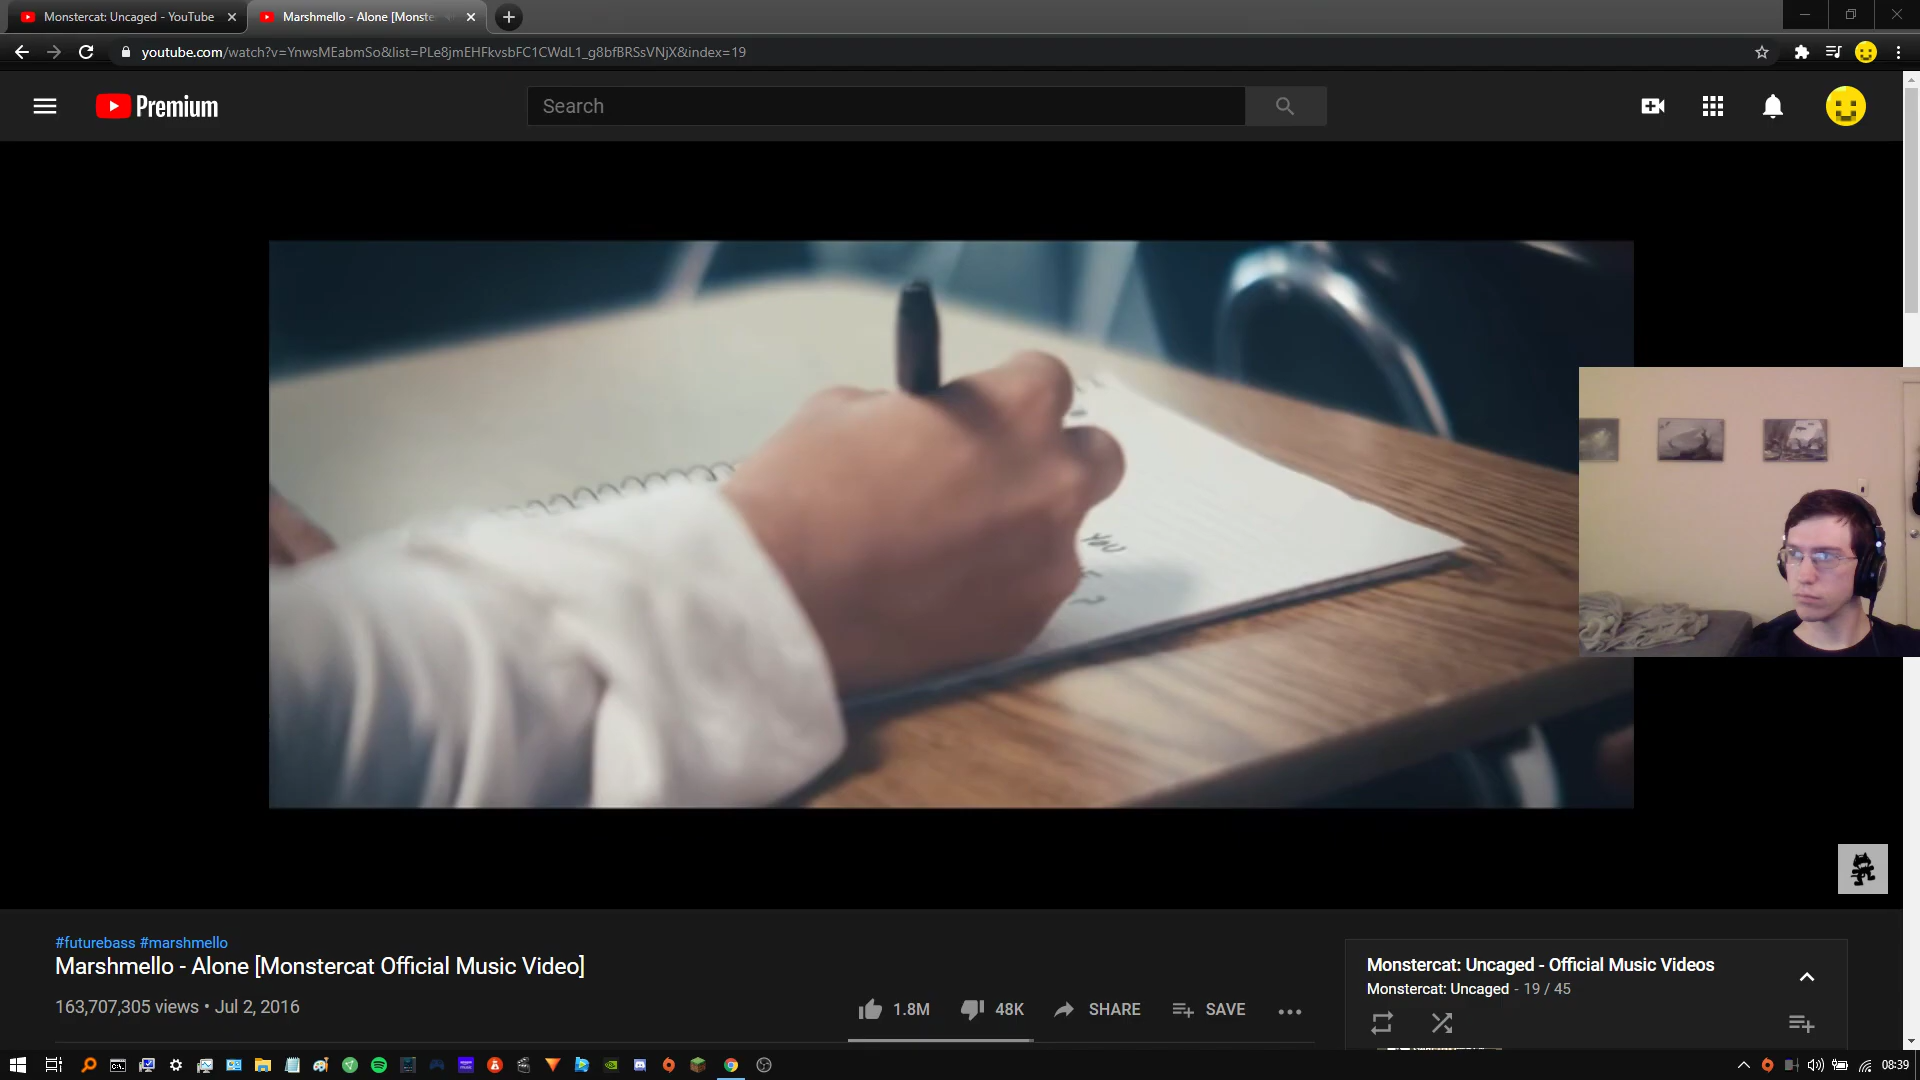 Monstercat: Uncaged - YouTube
Marshmello - Alone [Monste
youtube.com/watch?v=YnwsMEabmSo&list=PLe8jmEHFkvsbFC1CWdL1_g8bfBRSsVNjX&index=19
Premium
Search
you
#futurebass #marshmello
Marshmello - Alone [Monstercat Official Music Video]
163,707,305 views • Jul 2, 2016
1.8M
48K
SHARE
SAVE
Monstercat: Uncaged - Official Music Videos
Monstercat: Uncaged - 19 / 45
08:39